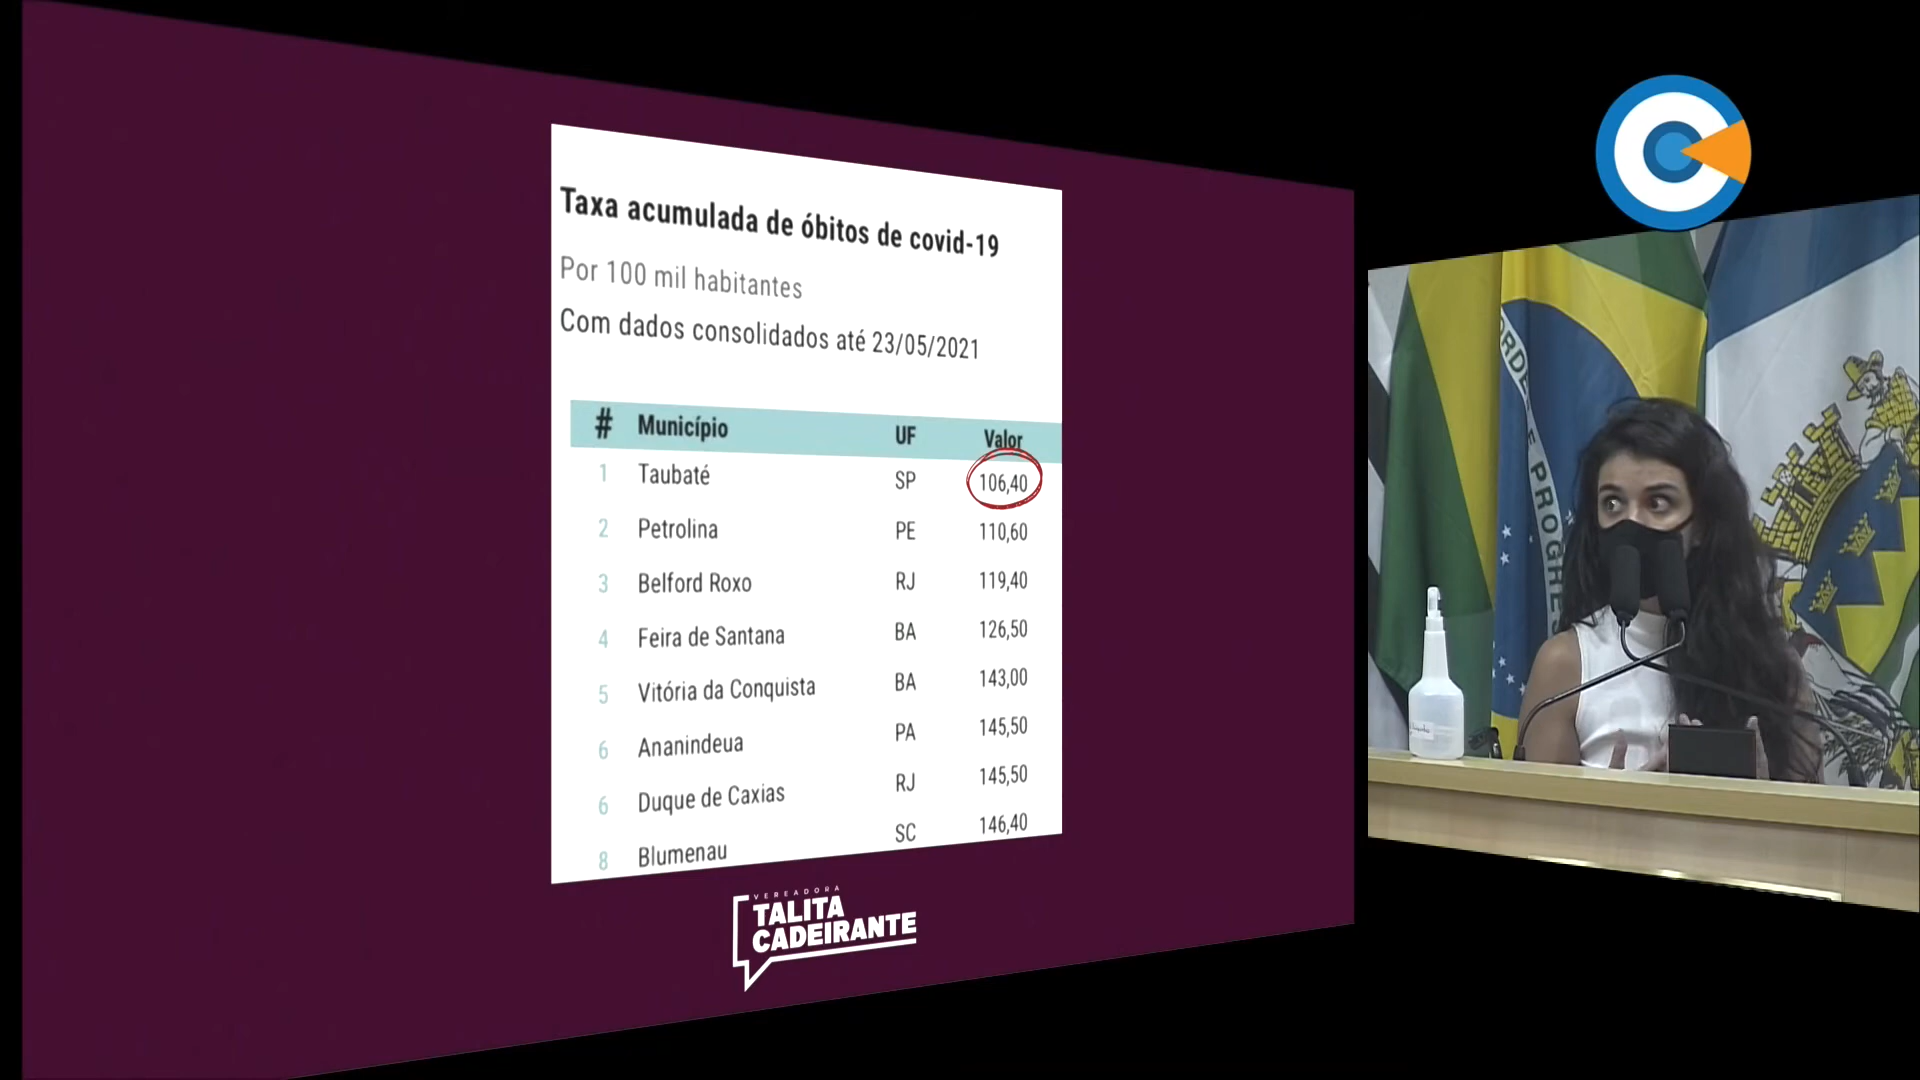 Taxa acumulada de óbitos de covid-19
Por 100 mil habitantes
Com dados consolidados até 23/05/2021
# Município UF Valor
1 Taubaté SP 106,40
2 Petrolina PE 110,60
3 Belford Roxo RJ 119,40
4 Feira de Santana BA 126,50
5 Vitória da Conquista BA 143,00
6 Ananindeua PA 145,50
6 Duque de Caxias RJ 145,50
8 Blumenau SC 146,40
VEREADORA
TALITA
CADEIRANTE
ORDEM E PROGRES